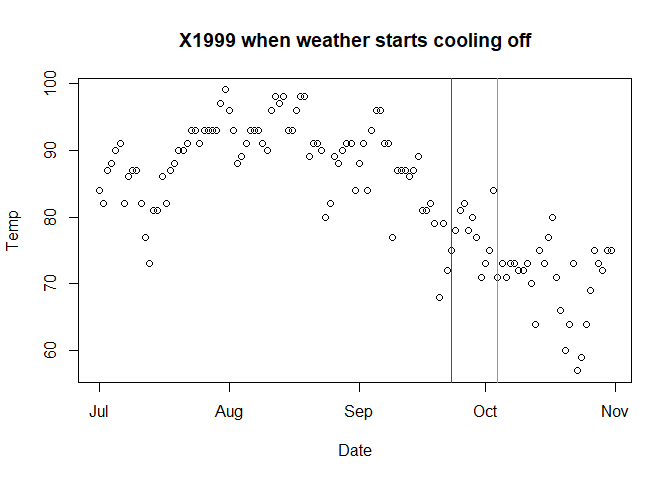 X1999 when weather starts cooling off
Temp
100
90
80
70
60
Jul Aug Sep Oct Nov
Date